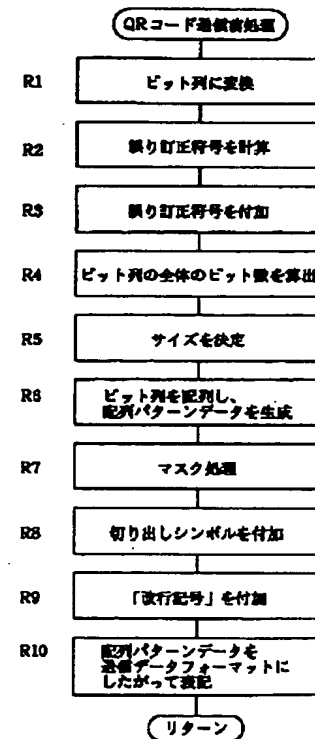 QRコード送信前処理
R1
ビット列に変換
R2
誤り訂正符号を計算
R3
誤り訂正符号を付加
R4
ビット列の全体のビット数を算出
R5
サイズを決定
R6
ビット列を配列し、
配列パターンデータを生成
R7
マスク処理
R8
切り出しシンボルを付加
R9
「改行記号」を付加
R10
配列パターンデータを
送信データフォーマットに
したがって表記
リターン